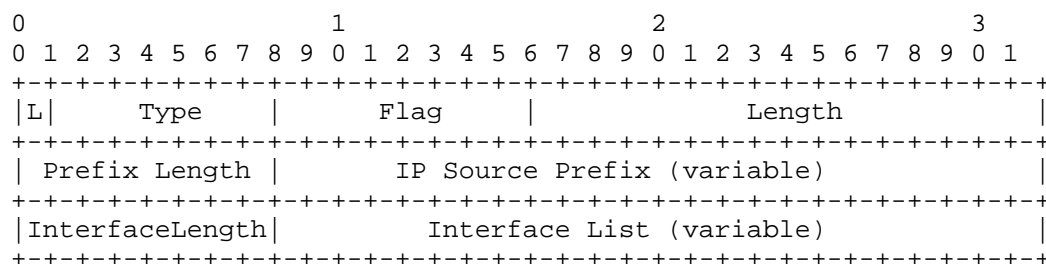 0                   1                   2                   3
0 1 2 3 4 5 6 7 8 9 0 1 2 3 4 5 6 7 8 9 0 1 2 3 4 5 6 7 8 9 0 1
+-+-+-+-+-+-+-+-+-+-+-+-+-+-+-+-+-+-+-+-+-+-+-+-+-+-+-+-+-+-+-+-+
|L|    Type     |      Flag     |             Length            |
+-+-+-+-+-+-+-+-+-+-+-+-+-+-+-+-+-+-+-+-+-+-+-+-+-+-+-+-+-+-+-+-+
| Prefix Length |       IP Source Prefix (variable)             |
+-+-+-+-+-+-+-+-+-+-+-+-+-+-+-+-+-+-+-+-+-+-+-+-+-+-+-+-+-+-+-+-+
|InterfaceLength|         Interface List (variable)             |
+-+-+-+-+-+-+-+-+-+-+-+-+-+-+-+-+-+-+-+-+-+-+-+-+-+-+-+-+-+-+-+-+